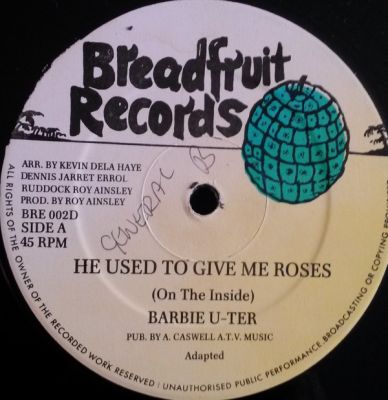 Breadfruit
Records
ARR. BY KEVIN DELA HAYE
DENNIS JARRET ERROL
RUDDOCK ROY AINSLEY
PROD. BY ROY AINSLEY
BRE 002D
SIDE A
45 RPM
GENERAL B
HE USED TO GIVE ME ROSES
(On The Inside)
BARBIE U-TER
PUB. BY A. CASWELL A.T.V. MUSIC
Adapted
ALL RIGHTS OF THE OWNER OF THE RECORDED WORK RESERVED / UNAUTHORISED PUBLIC PERFORMANCE, BROADCASTING OR COPYING